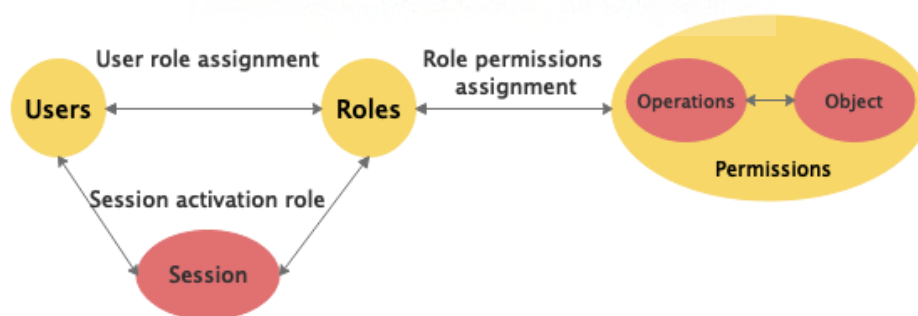 User role assignment
Role permissions
assignment
Users
Roles
Operations
Object
Permissions
Session activation role
Session